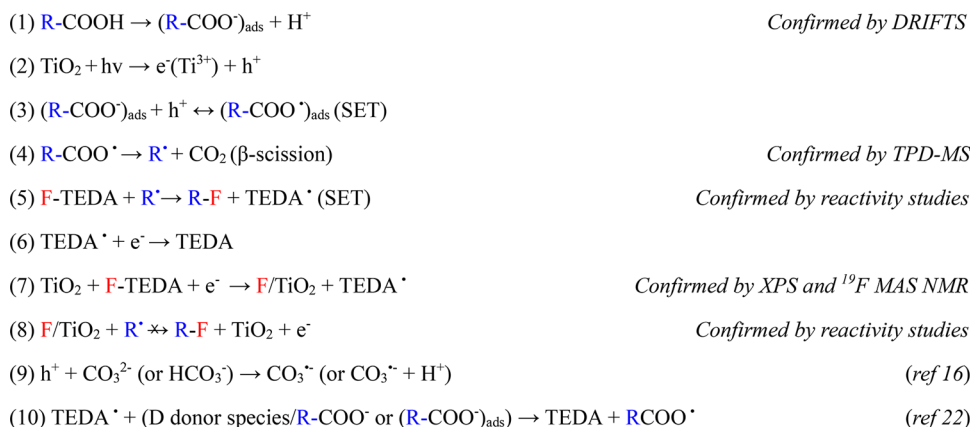 (1) R-COOH → (R-COO⁻)ads + H⁺ Confirmed by DRIFTS
(2) TiO₂ + hν → e⁻(Ti³⁺) + h⁺
(3) (R-COO⁻)ads + h⁺ ↔ (R-COO•)ads (SET)
(4) R-COO• → R• + CO₂ (β-scission) Confirmed by TPD-MS
(5) F-TEDA + R• → R-F + TEDA• (SET) Confirmed by reactivity studies
(6) TEDA• + e⁻ → TEDA
(7) TiO₂ + F-TEDA + e⁻ → F/TiO₂ + TEDA• Confirmed by XPS and ¹⁹F MAS NMR
(8) F/TiO₂ + R• ↛ R-F + TiO₂ + e⁻ Confirmed by reactivity studies
(9) h⁺ + CO₃²⁻ (or HCO₃⁻) → CO₃•⁻ (or CO₃•⁻ + H⁺) (ref 16)
(10) TEDA• + (D donor species/R-COO⁻ or (R-COO⁻)ads) → TEDA + RCOO• (ref 22)